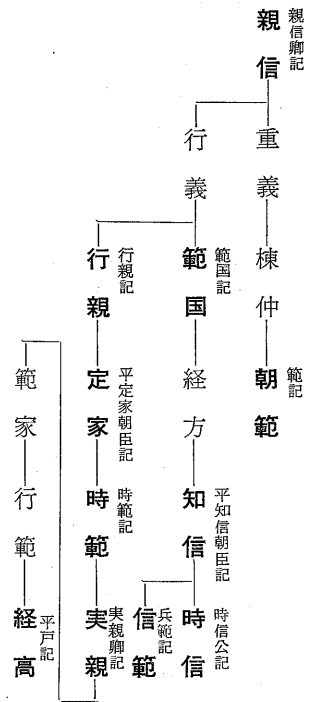 親信卿記
親信
重義
棟仲
範記
朝範
行義
範国記
範国
経方
平知信朝臣記
知信
時信公記
時信
兵範記
信範
行親記
行親
平定家朝臣記
定家
時範記
時範
実親卿記
実親
範家
行範
平戸記
経高